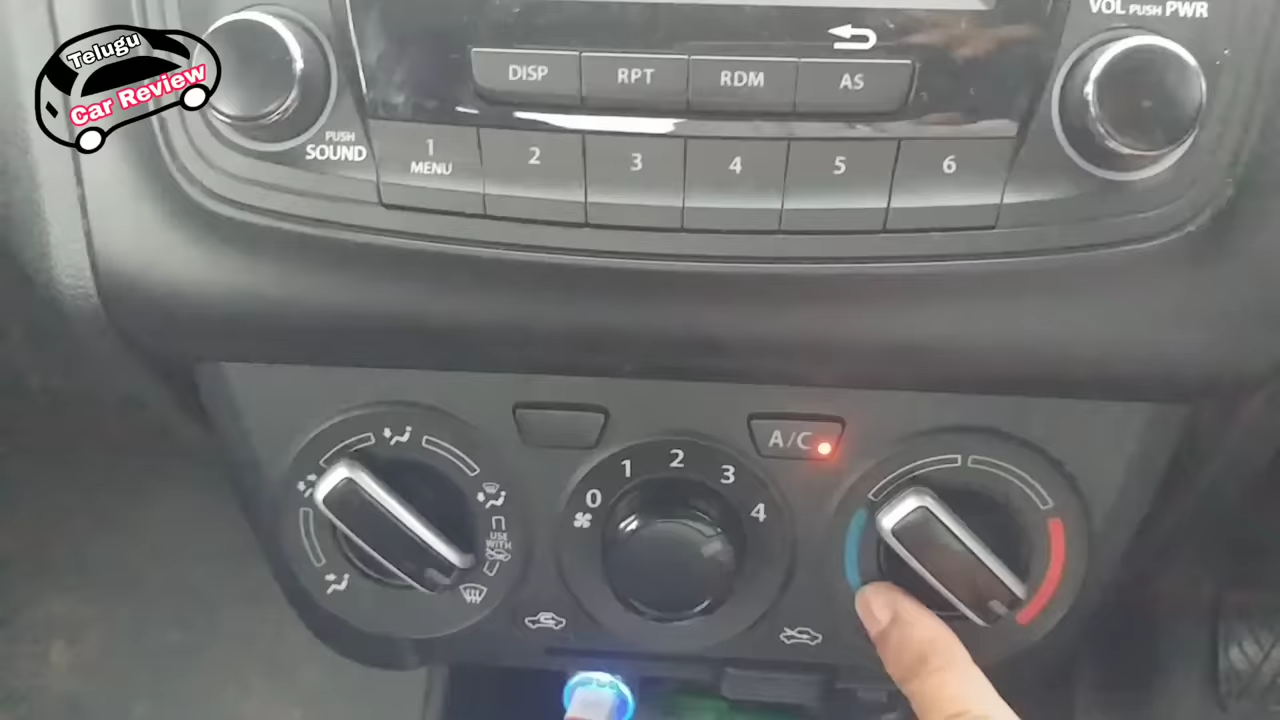 Telugu
Car Review
VOL PUSH PWR
DISP
RPT
RDM
AS
PUSH
SOUND
1
MENU
2
3
4
5
6
A/C
0
1
2
3
4
USE
WITH